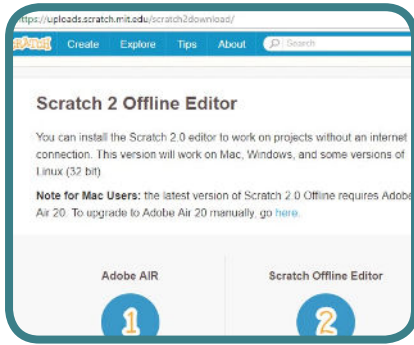 https://uploads.scratch.mit.edu/scratch2download/
SCRATCH Create Explore Tips About Search
Scratch 2 Offline Editor
You can install the Scratch 2.0 editor to work on projects without an internet
connection. This version will work on Mac, Windows, and some versions of
Linux (32 bit)
Note for Mac Users: the latest version of Scratch 2.0 Offline requires Adobe
Air 20. To upgrade to Adobe Air 20 manually, go here.
Adobe AIR Scratch Offline Editor
1 2